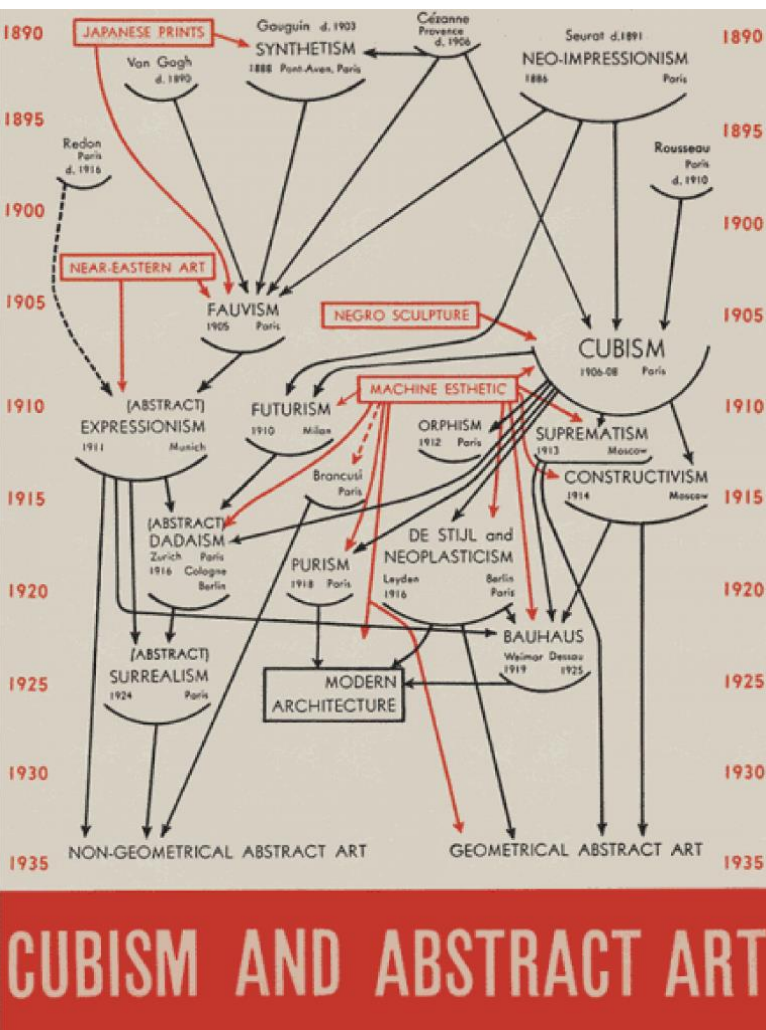 1890
JAPANESE PRINTS
Gauguin d. 1903
SYNTHETISM
1888 Pont-Aven, Paris
Cézanne
Provence
d. 1906
Seurat d.1891
NEO-IMPRESSIONISM
1886 Paris
1890
Van Gogh
d. 1890
1895
1895
Redon
Paris
d. 1916
Rousseau
Paris
d. 1910
1900
1900
NEAR-EASTERN ART
1905
FAUVISM
1905 Paris
NEGRO SCULPTURE
1905
CUBISM
1906-08 Paris
MACHINE ESTHETIC
1910
(ABSTRACT)
EXPRESSIONISM
1911 Munich
FUTURISM
1910 Milan
ORPHISM
1912 Paris
SUPREMATISM
1913 Moscow
1910
Brancusi
Paris
CONSTRUCTIVISM
1914 Moscow
1915
1915
(ABSTRACT)
DADAISM
Zurich Paris
1916 Cologne
Berlin
PURISM
1918 Paris
DE STIJL and
NEOPLASTICISM
Leyden Berlin
1916 Paris
1920
1920
BAUHAUS
Weimar Dessau
1919 1925
(ABSTRACT)
SURREALISM
1924 Paris
MODERN
ARCHITECTURE
1925
1925
1930
1930
NON-GEOMETRICAL ABSTRACT ART
GEOMETRICAL ABSTRACT ART
1935
1935
CUBISM AND ABSTRACT ART